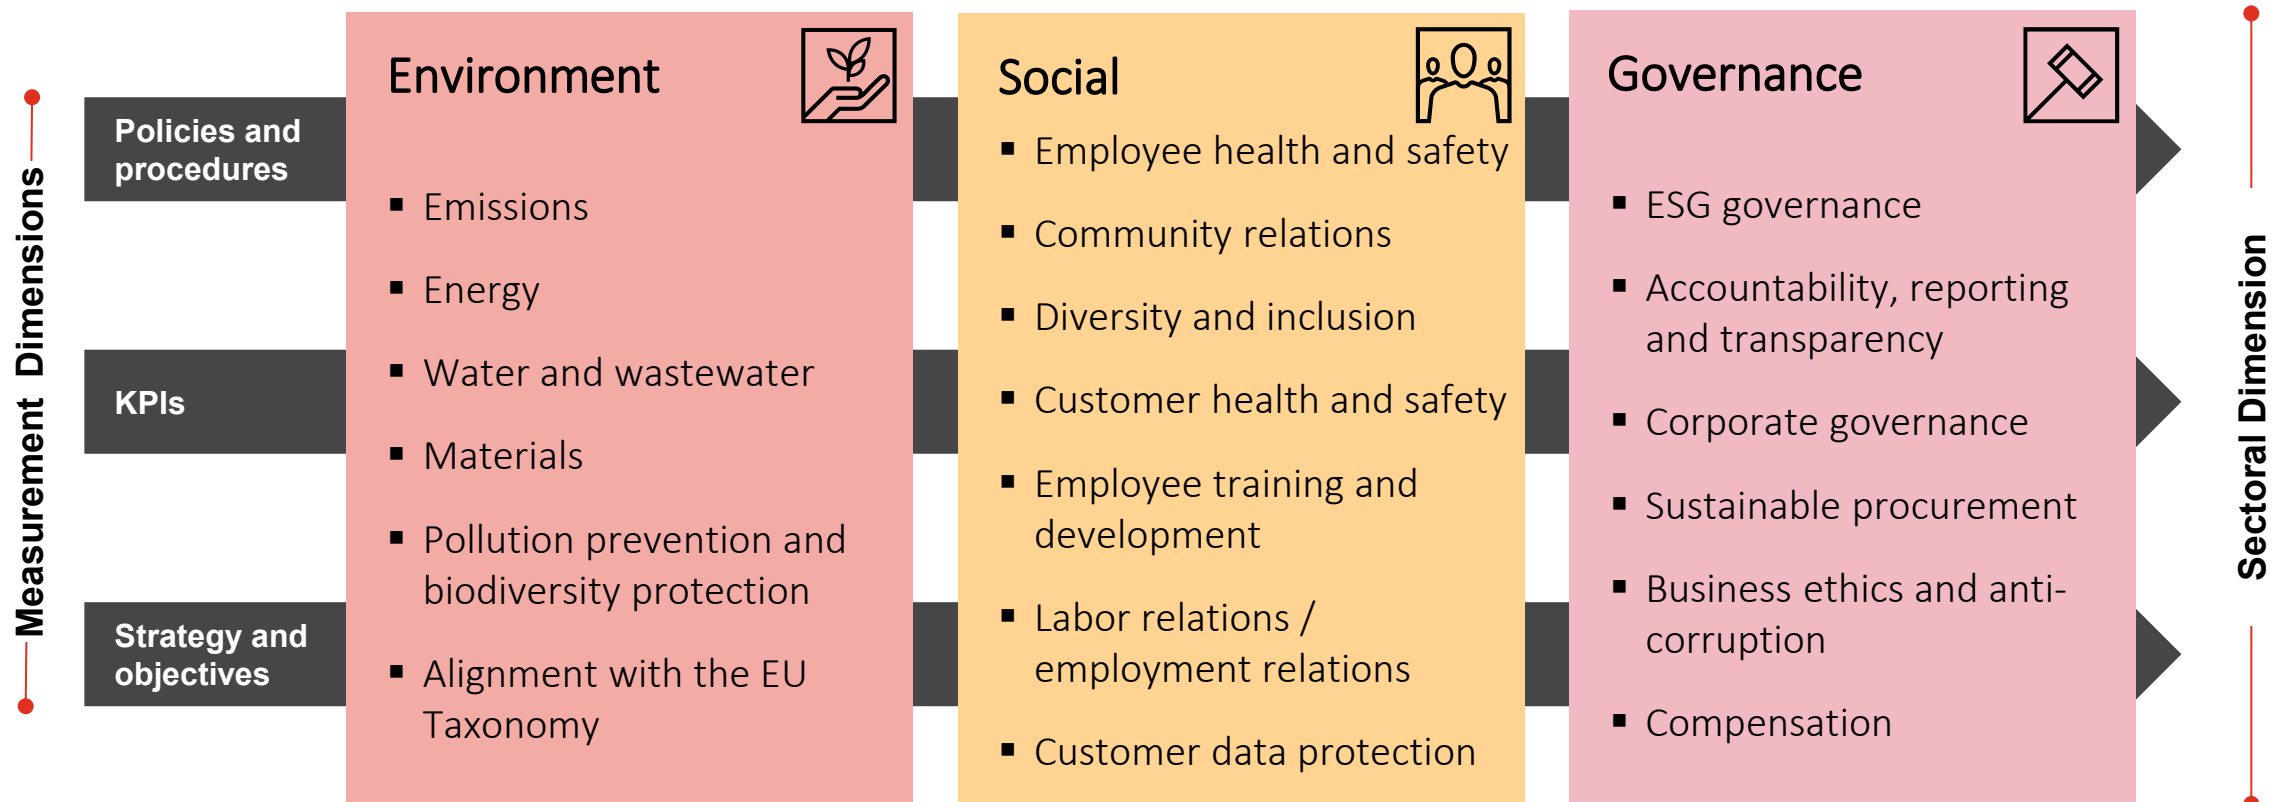 Measurement Dimensions
Policies and
procedures
KPIs
Strategy and
objectives
Environment
▪ Emissions
▪ Energy
▪ Water and wastewater
▪ Materials
▪ Pollution prevention and
biodiversity protection
▪ Alignment with the EU
Taxonomy
Social
▪ Employee health and safety
▪ Community relations
▪ Diversity and inclusion
▪ Customer health and safety
▪ Employee training and
development
▪ Labor relations /
employment relations
▪ Customer data protection
Governance
▪ ESG governance
▪ Accountability, reporting
and transparency
▪ Corporate governance
▪ Sustainable procurement
▪ Business ethics and anti-
corruption
▪ Compensation
Sectoral Dimension